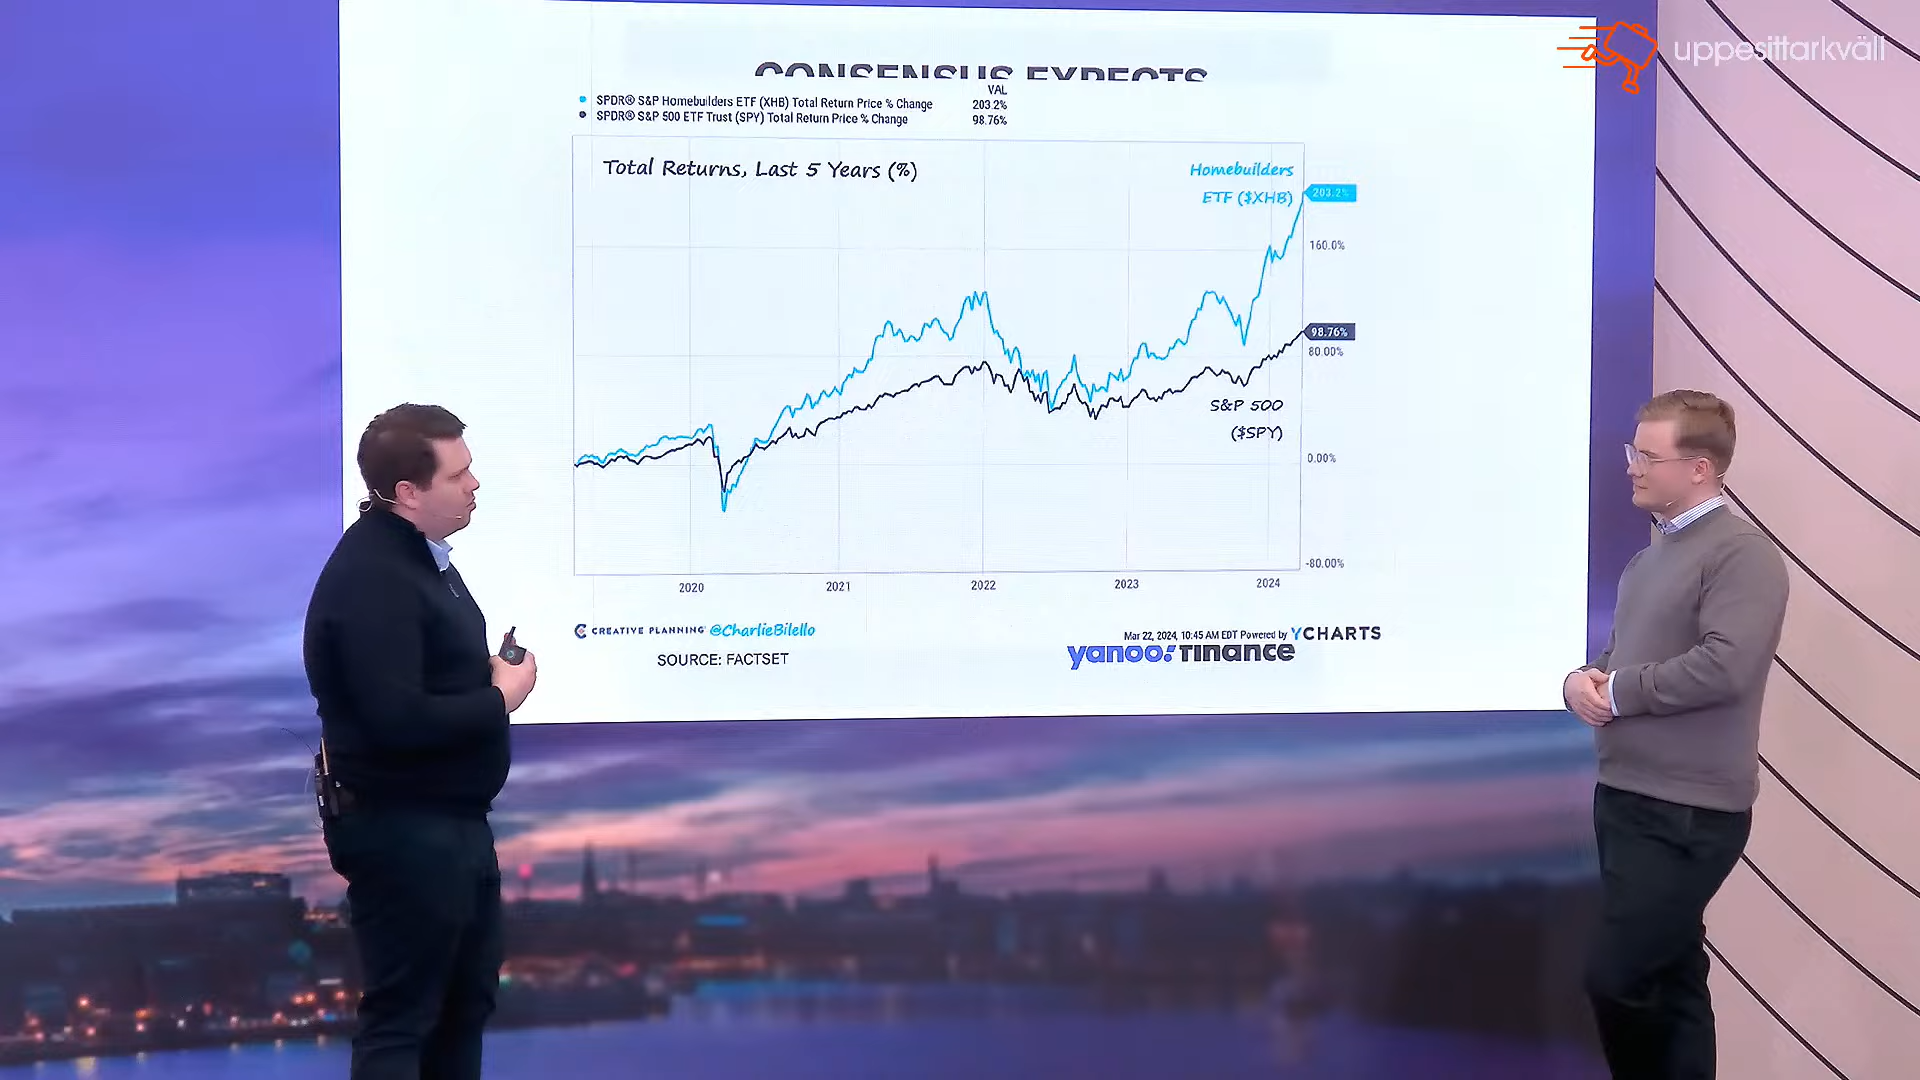 uppesittarkväll
CONSENSUS EXPECTS
VAL
SPDR® S&P Homebuilders ETF (XHB) Total Return Price % Change 203.2%
SPDR® S&P 500 ETF Trust (SPY) Total Return Price % Change 98.76%
Total Returns, Last 5 Years (%)
Homebuilders
ETF ($XHB)
203.2%
160.0%
98.76%
80.00%
S&P 500
($SPY)
0.00%
-80.00%
2020 2021 2022 2023 2024
CREATIVE PLANNING® @CharlieBilello
Mar 22, 2024, 10:45 AM EDT Powered by YCHARTS
SOURCE: FACTSET
yahoo! finance